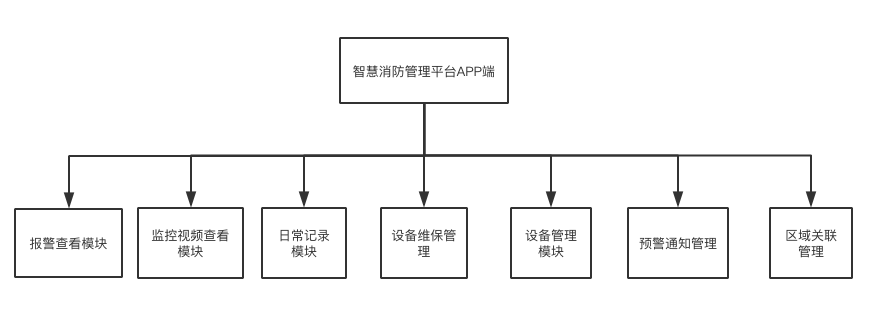 智慧消防管理平台APP端
报警查看模块
监控视频查看
模块
日常记录
模块
设备维保管
理
设备管理
模块
预警通知管理
区域关联
管理